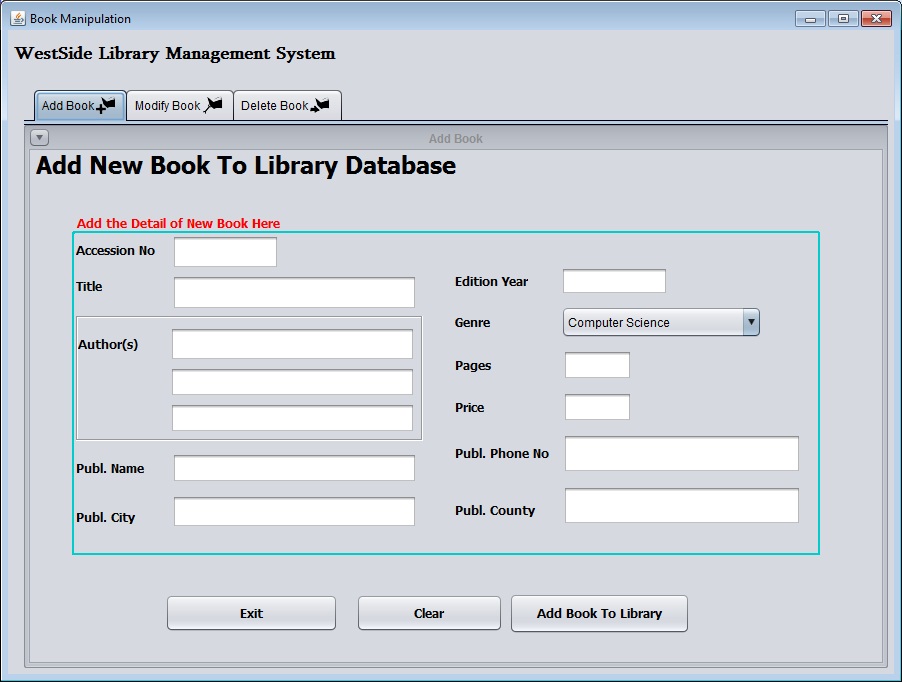 Book Manipulation
WestSide Library Management System
Add Book Modify Book Delete Book
Add Book
Add New Book To Library Database
Add the Detail of New Book Here
Accession No
Title
Author(s)
Publ. Name
Publ. City
Edition Year
Genre Computer Science
Pages
Price
Publ. Phone No
Publ. County
Exit Clear Add Book To Library